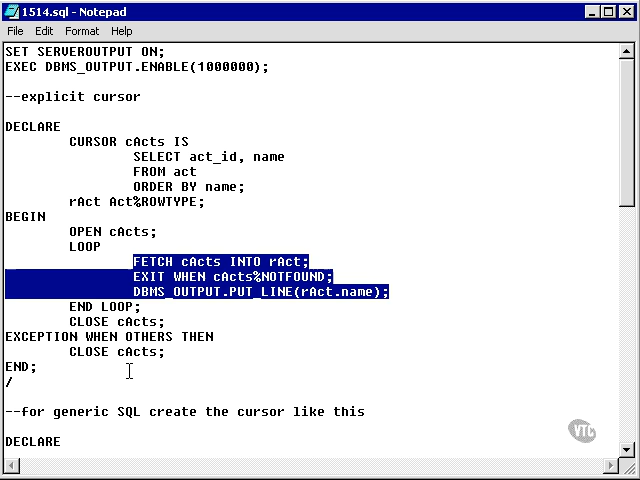 1514.sql - Notepad
File Edit Format Help
SET SERVEROUTPUT ON;
EXEC DBMS_OUTPUT.ENABLE(1000000);
--explicit cursor
DECLARE
CURSOR cActs IS
SELECT act_id, name
FROM act
ORDER BY name;
rAct Act%ROWTYPE;
BEGIN
OPEN cActs;
LOOP
FETCH cActs INTO rAct;
EXIT WHEN cActs%NOTFOUND;
DBMS_OUTPUT.PUT_LINE(rAct.name);
END LOOP;
CLOSE cActs;
EXCEPTION WHEN OTHERS THEN
CLOSE cActs;
END;
/
--for generic SQL create the cursor like this
DECLARE
VTC